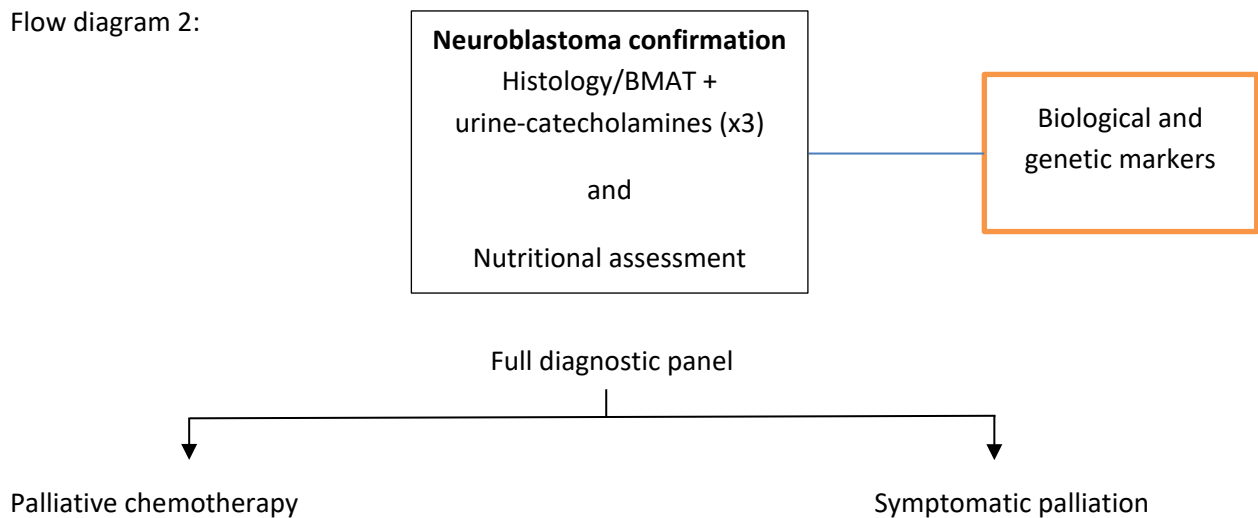 Flow diagram 2:
Neuroblastoma confirmation
Histology/BMAT +
urine-catecholamines (x3)
and
Nutritional assessment
Biological and
genetic markers
Full diagnostic panel
Palliative chemotherapy
Symptomatic palliation